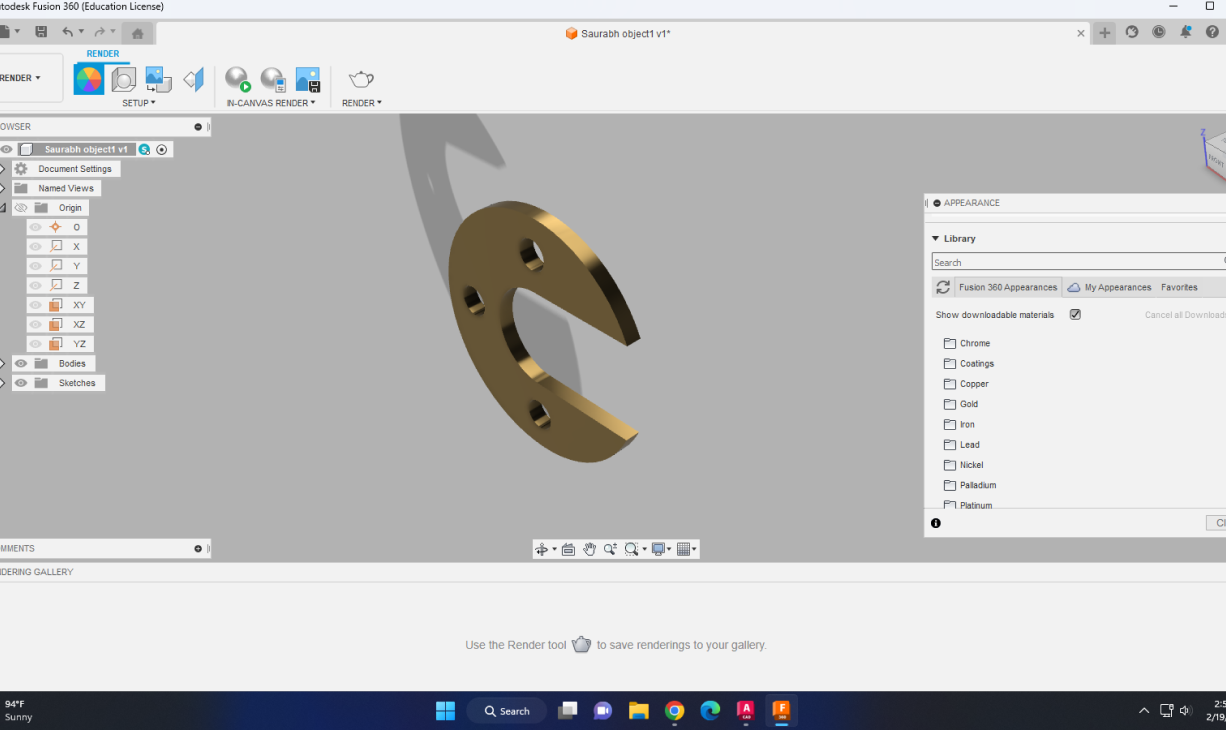 utodesk Fusion 360 (Education License)
Saurabh object1 v1*
RENDER
RENDER
SETUP
IN-CANVAS RENDER
RENDER
OWSER
Saurabh object1 v1
Document Settings
Named Views
Origin
O
X
Y
Z
XY
XZ
YZ
Bodies
Sketches
Z
FRONT
APPEARANCE
Library
Search
Fusion 360 Appearances
My Appearances
Favorites
Show downloadable materials
Cancel all Downloads
Chrome
Coatings
Copper
Gold
Iron
Lead
Nickel
Palladium
Platinum
Cl
MMENTS
NDERING GALLERY
Use the Render tool to save renderings to your gallery.
94°F
Sunny
Search
2:5
2/19/